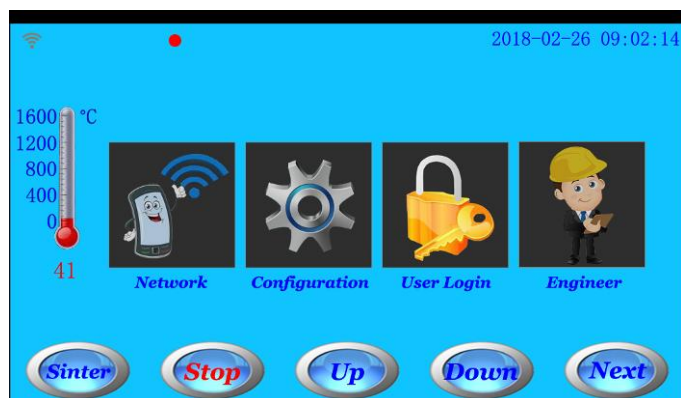 2018-02-26 09:02:14
1600 °C
1200
800
400
0
41
Network Configuration User Login Engineer
Sinter Stop Up Down Next